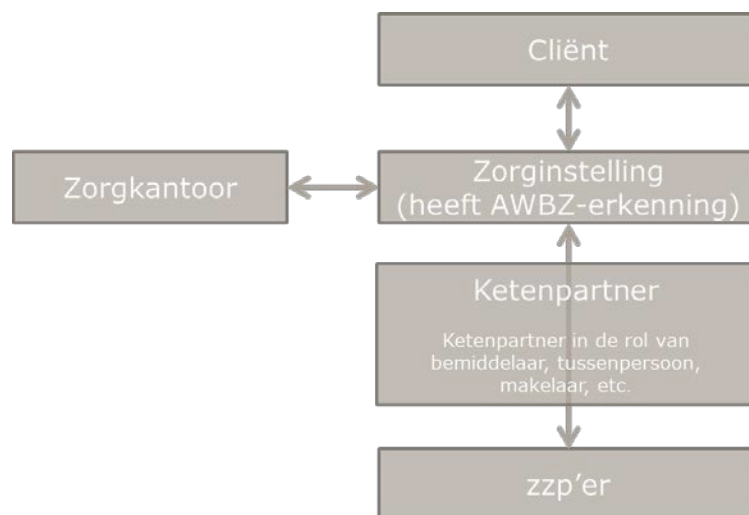 Cliënt
Zorgkantoor
Zorginstelling
(heeft AWBZ-erkenning)
Ketenpartner
Ketenpartner in de rol van
bemiddelaar, tussenpersoon,
makelaar, etc.
zzp’er